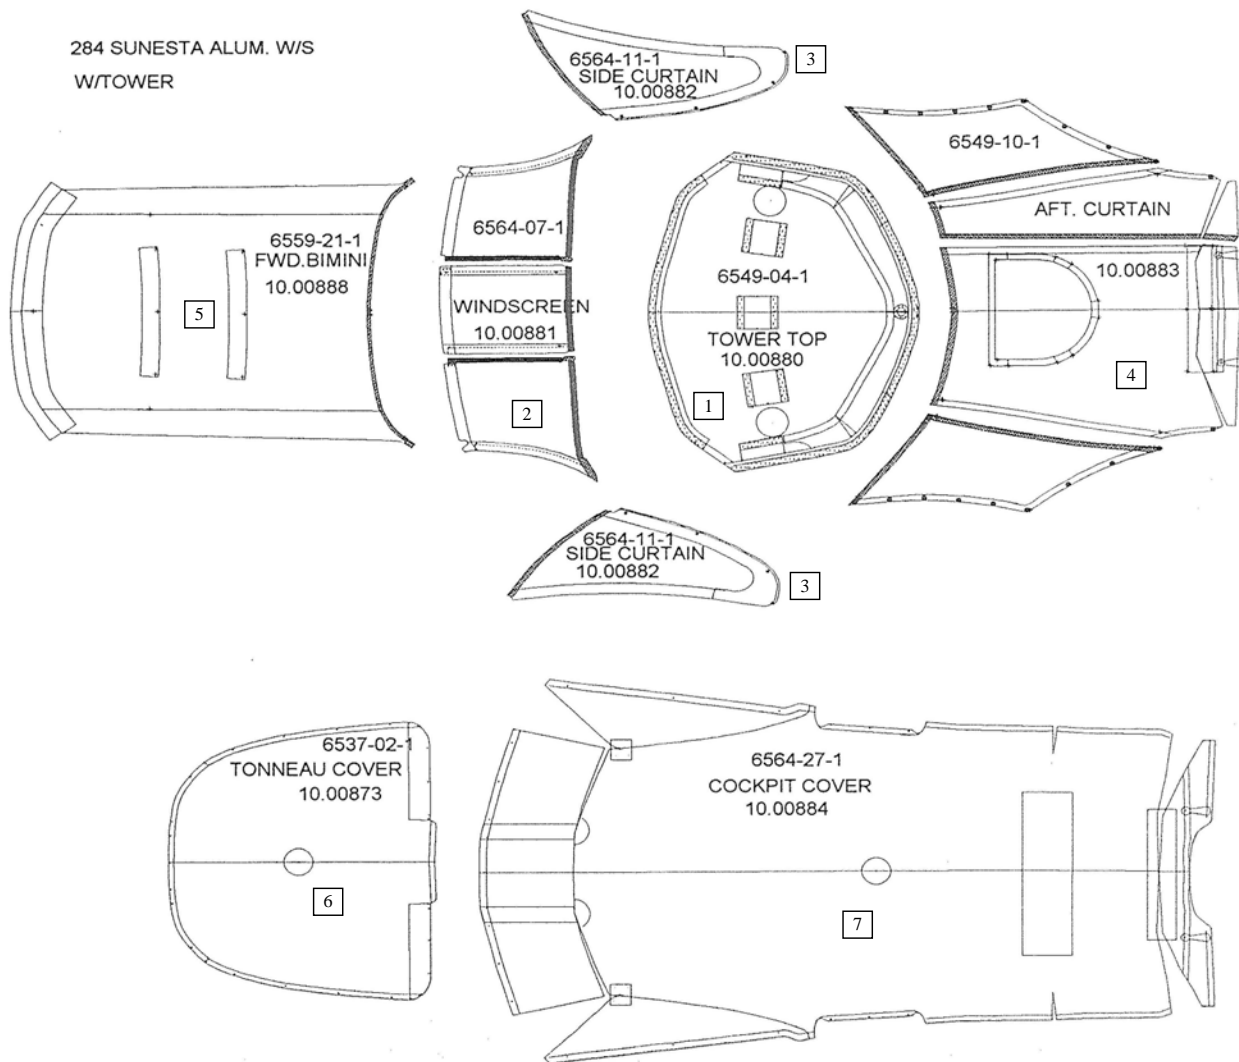 284 SUNESTA ALUM. W/S
W/TOWER
6564-11-1
SIDE CURTAIN
10.00882
3
6549-10-1
AFT. CURTAIN
10.00883
4
6559-21-1
FWD.BIMINI
10.00888
5
6564-07-1
WINDSCREEN
10.00881
2
6549-04-1
TOWER TOP
10.00880
1
6564-11-1
SIDE CURTAIN
10.00882
3
6537-02-1
TONNEAU COVER
10.00873
6
6564-27-1
COCKPIT COVER
10.00884
7